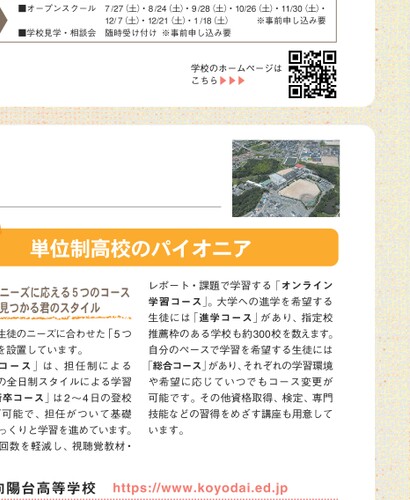 ■オープンスクール 7/27（土）・8/24（土）・9/28（土）・10/26（土）・11/30（土）・
12/7（土）・12/21（土）・1/18（土） ※事前申し込み要
■学校見学・相談会 随時受け付け ※事前申し込み要
学校のホームページは
こちら▶▶▶
単位制高校のパイオニア
ニーズに応える5つのコース
見つかる君のスタイル
生徒のニーズに合わせた「5つ
を設置しています。
コース」は、担任制による
の全日制スタイルによる学習
卒コース」は2～4日の登校
可能で、担任がついて基礎
っくりと学習を進めています。
回数を軽減し、視聴覚教材・
レポート・課題で学習する「オンライン
学習コース」。大学への進学を希望する
生徒には「進学コース」があり、指定校
推薦枠のある学校も約300校を数えます。
自分のペースで学習を希望する生徒には
「総合コース」があり、それぞれの学習環境
や希望に応じていつでもコース変更が
可能です。その他資格取得、検定、専門
技能などの習得をめざす講座も用意して
います。
向陽台高等学校 https://www.koyodai.ed.jp